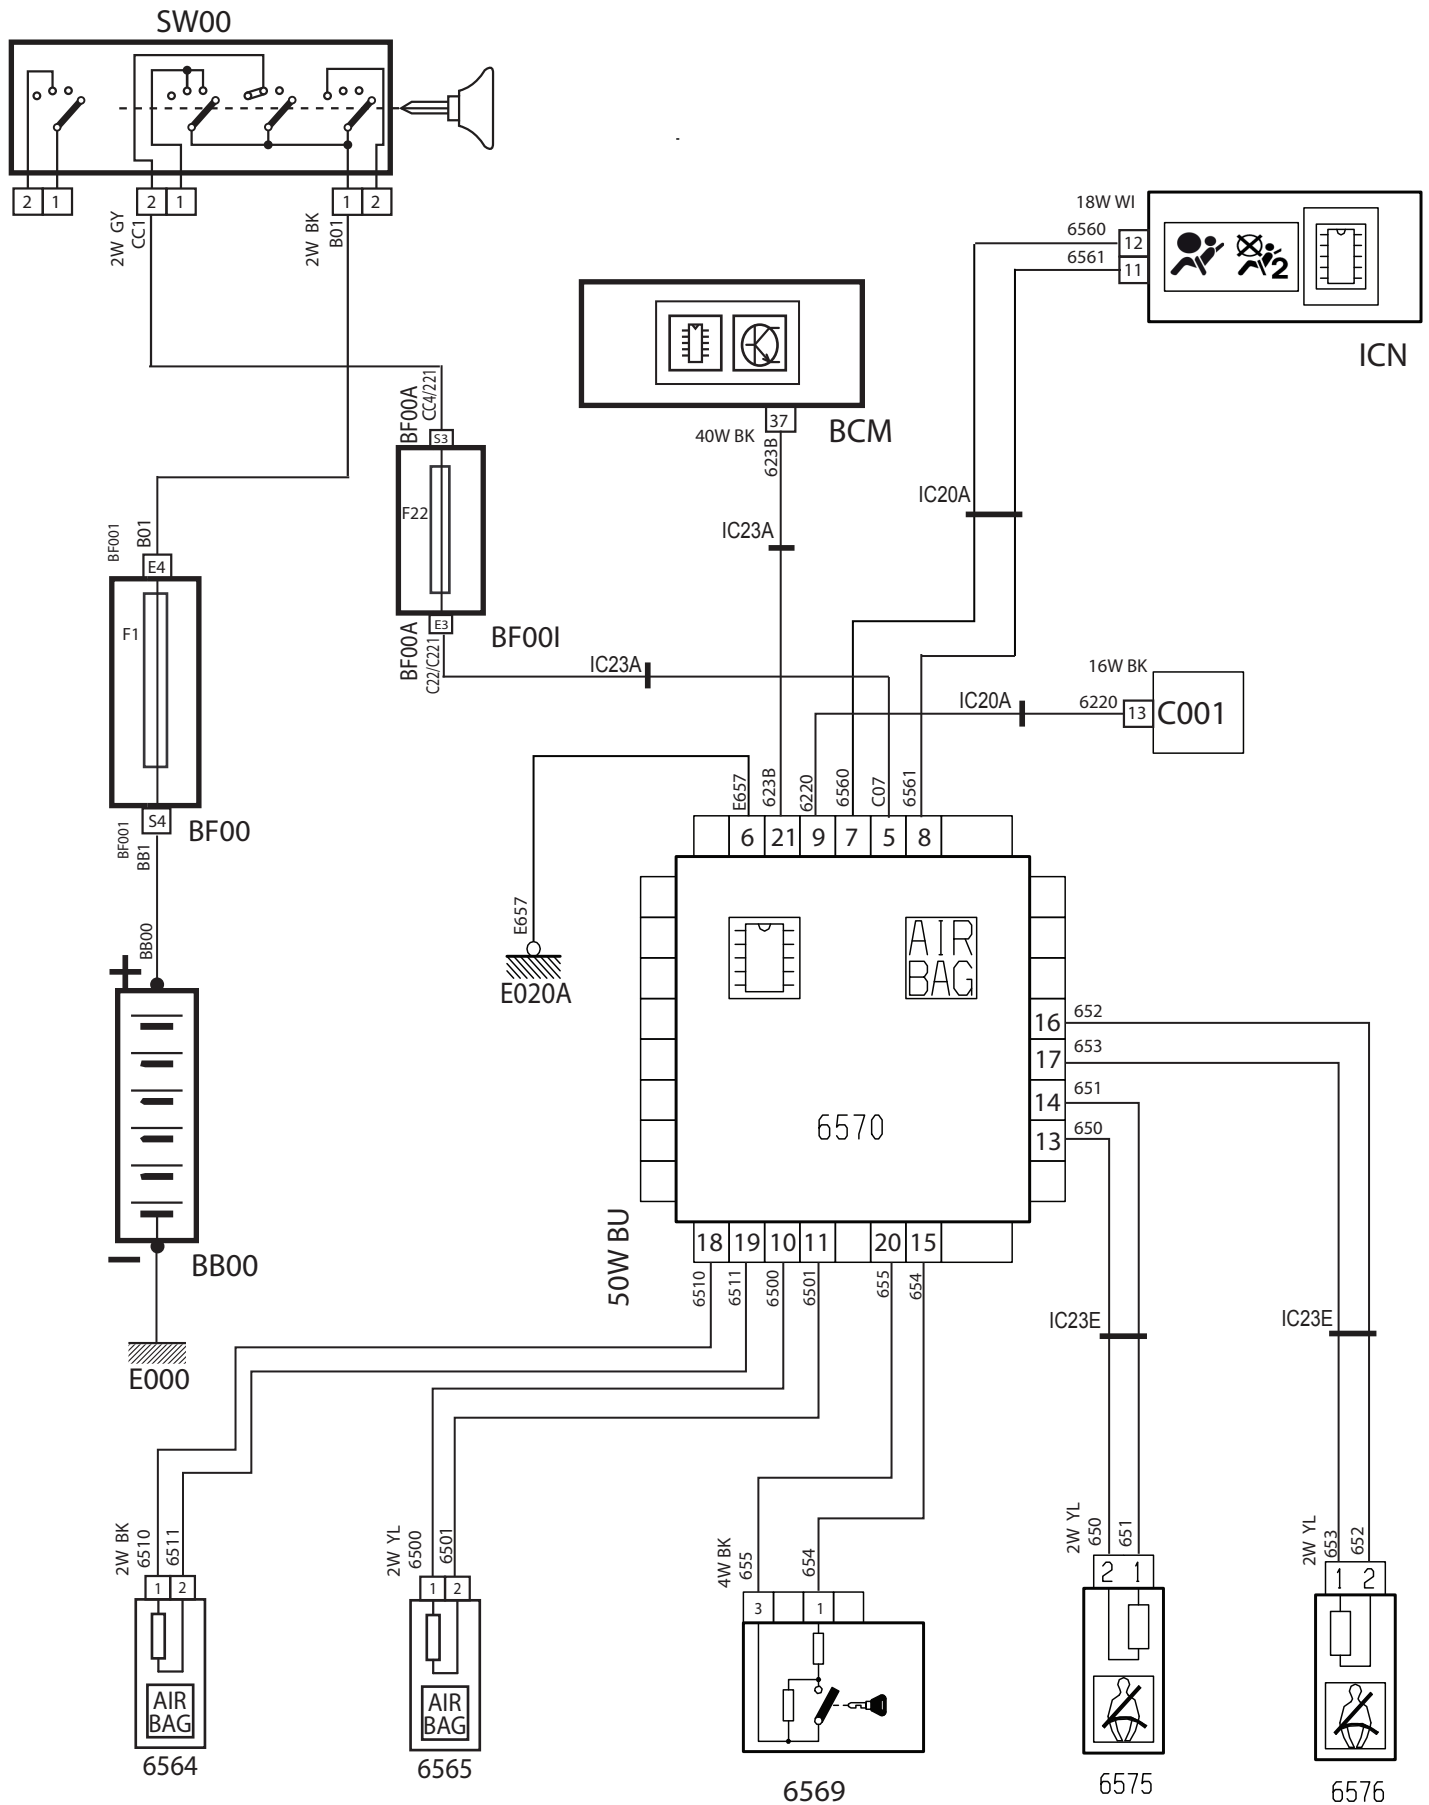 SW00
2 1
2 1
1 2
2W GY
CC1
2W BK
B01
18W WI
6560
6561
12
11
2
ICN
BF00A
CC4/221
S3
F22
E3
BF00A
C22/C221
BF00I
37
BCM
40W BK
623B
IC23A
IC20A
BF001
B01
E4
F1
S4
BF00
BF001
BB1
BB00
+
−
BB00
E000
IC23A
IC20A
16W BK
6220
13
C001
E657
623B
6220
6560
C07
6561
6 21 9 7 5 8
E657
E020A
AIR
BAG
6570
16
17
14
13
652
653
651
650
50W BU
18 19 10 11 20 15
6510
6511
6500
6501
655
654
IC23E
IC23E
2W BK
6510
6511
1 2
AIR
BAG
6564
2W YL
6500
6501
1 2
AIR
BAG
6565
4W BK
655
654
3 1
6569
2W YL
650
651
2 1
6575
2W YL
653
652
1 2
6576